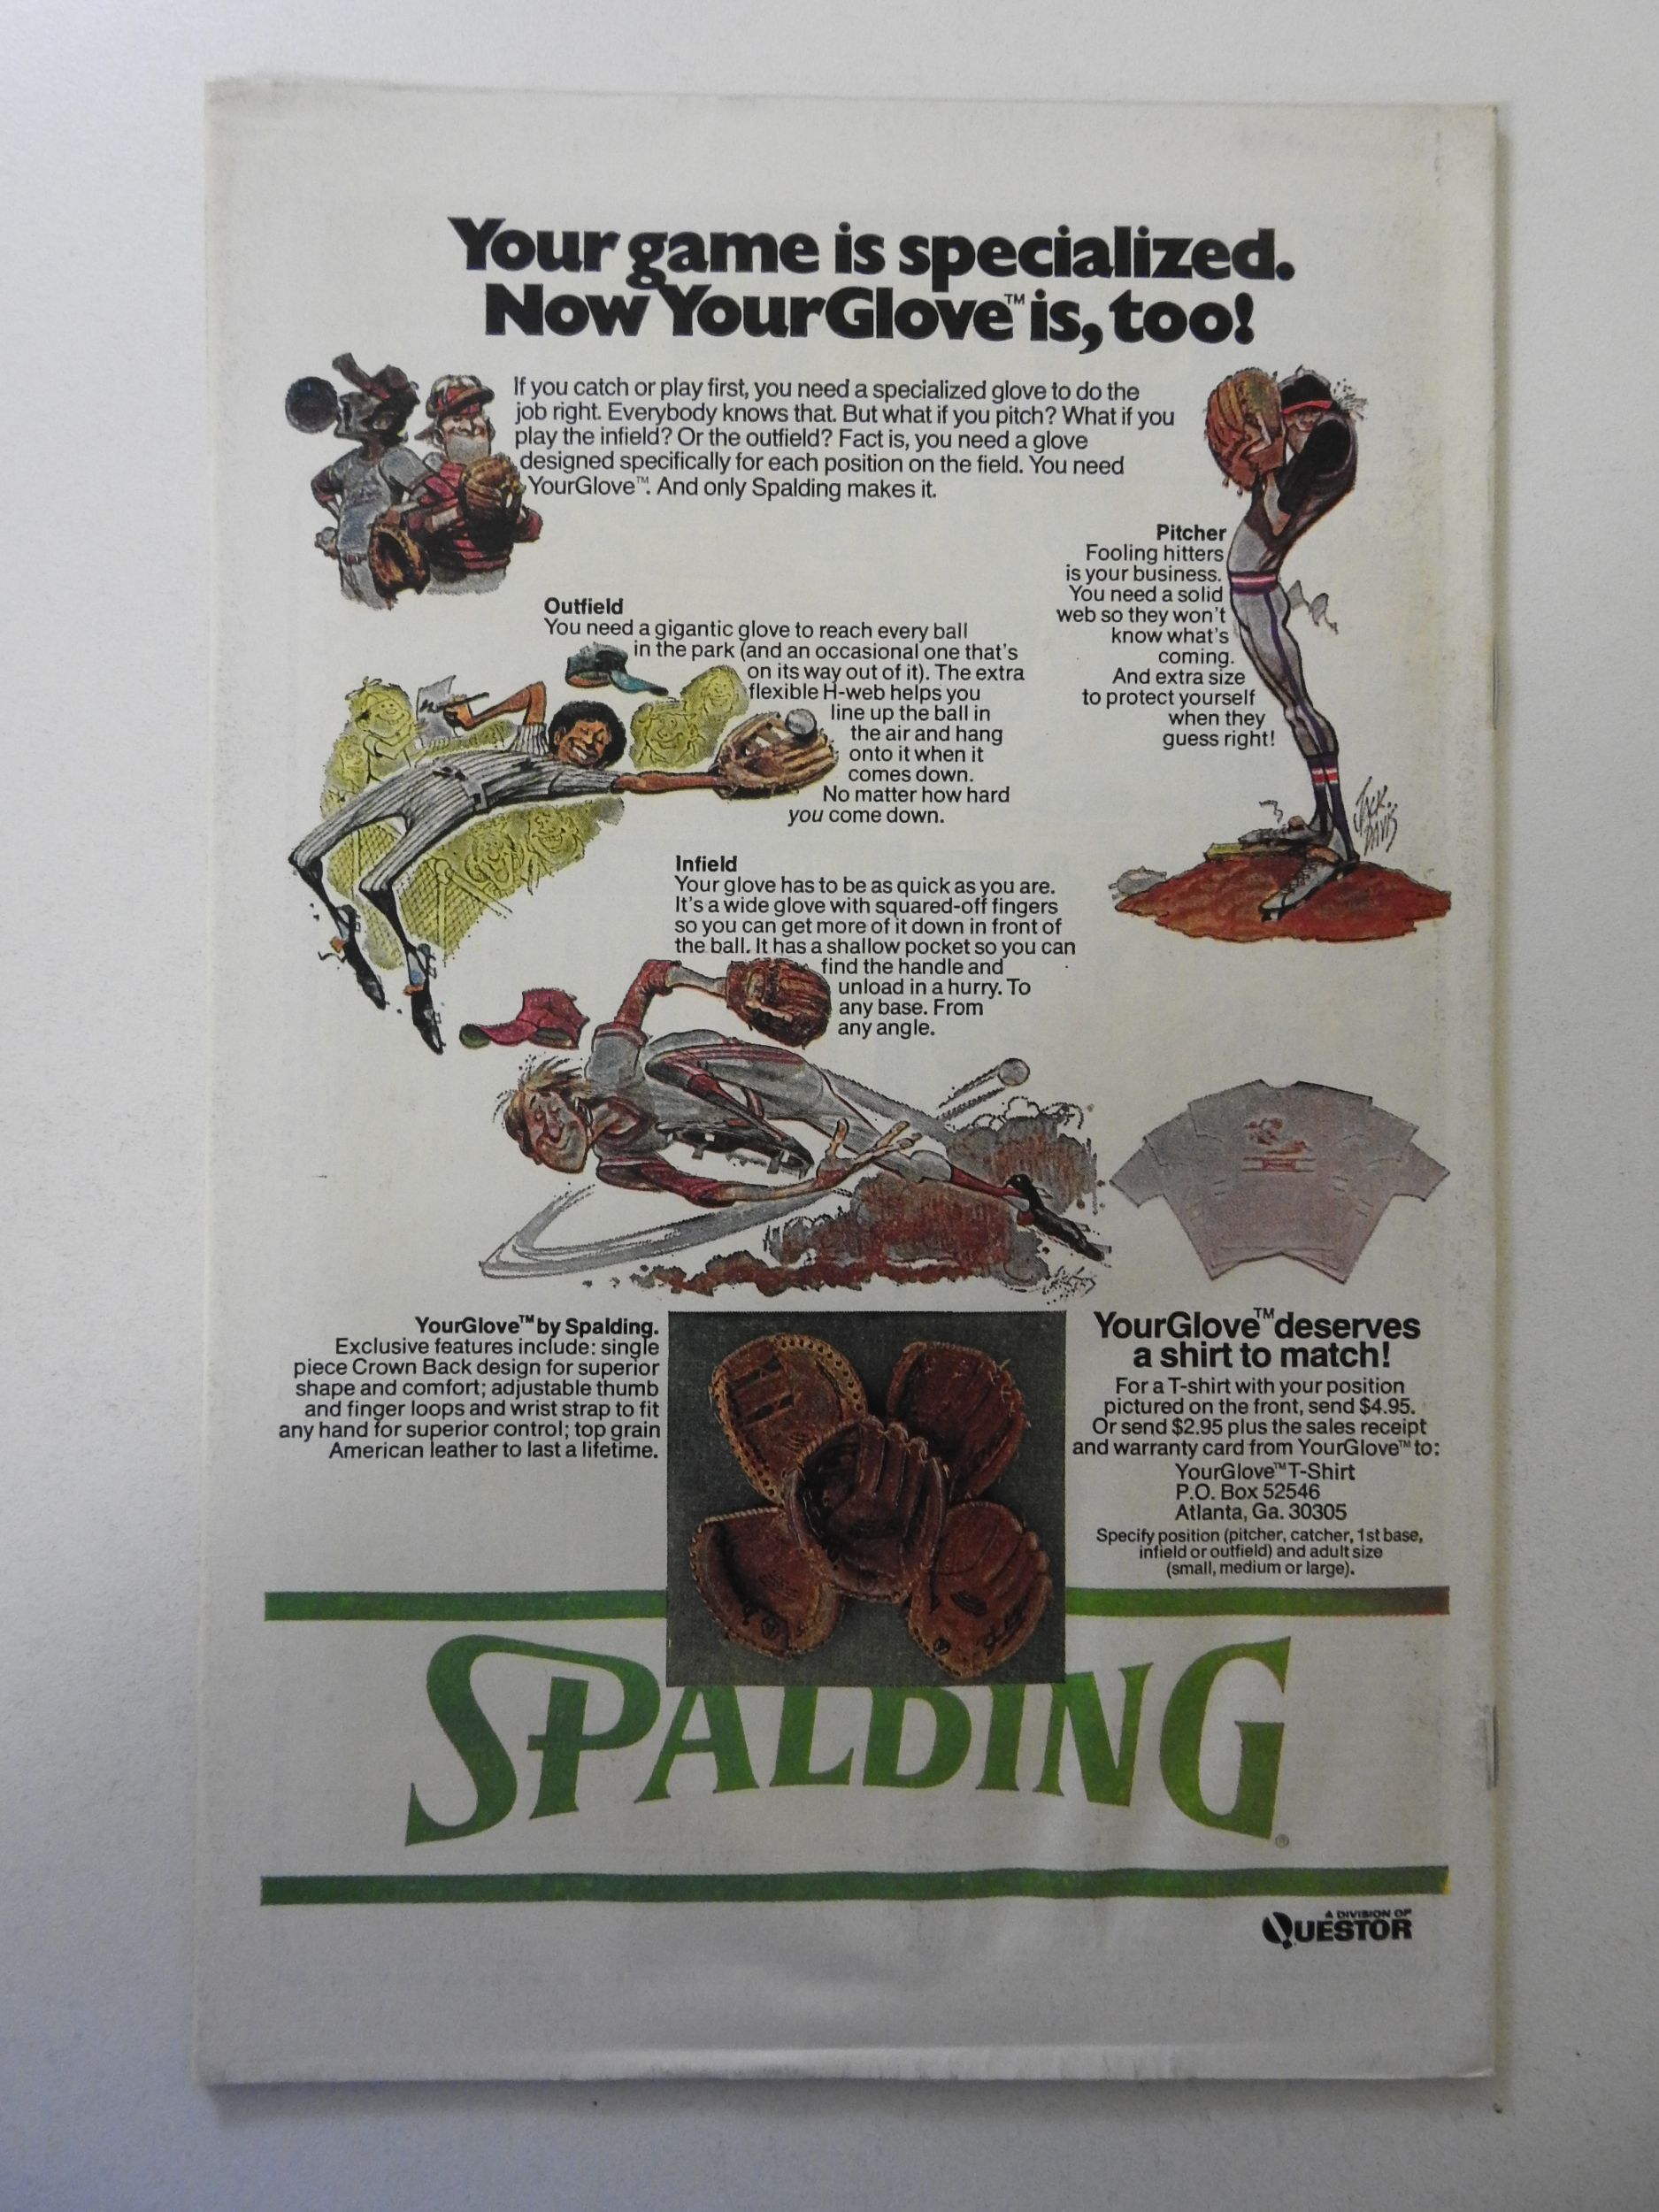 Your game is specialized.
Now YourGlove™ is, too!
If you catch or play first, you need a specialized glove to do the
job right. Everybody knows that. But what if you pitch? What if you
play the infield? Or the outfield? Fact is, you need a glove
designed specifically for each position on the field. You need
YourGlove™. And only Spalding makes it.
Pitcher
Fooling hitters
is your business.
You need a solid
web so they won't
know what's
coming.
And extra size
to protect yourself
when they
guess right!
JACK DAVIS
Outfield
You need a gigantic glove to reach every ball
in the park (and an occasional one that's
on its way out of it). The extra
flexible H-web helps you
line up the ball in
the air and hang
onto it when it
comes down.
No matter how hard
you come down.
Infield
Your glove has to be as quick as you are.
It's a wide glove with squared-off fingers
so you can get more of it down in front of
the ball. It has a shallow pocket so you can
find the handle and
unload in a hurry. To
any base. From
any angle.
YourGlove™ by Spalding.
Exclusive features include: single
piece Crown Back design for superior
shape and comfort; adjustable thumb
and finger loops and wrist strap to fit
any hand for superior control; top grain
American leather to last a lifetime.
YourGlove™ deserves
a shirt to match!
For a T-shirt with your position
pictured on the front, send $4.95.
Or send $2.95 plus the sales receipt
and warranty card from YourGlove™ to:
YourGlove™ T-Shirt
P.O. Box 52546
Atlanta, Ga. 30305
Specify position (pitcher, catcher, 1st base,
infield or outfield) and adult size
(small, medium or large).
SPALDING®
A DIVISION OF
QUESTOR